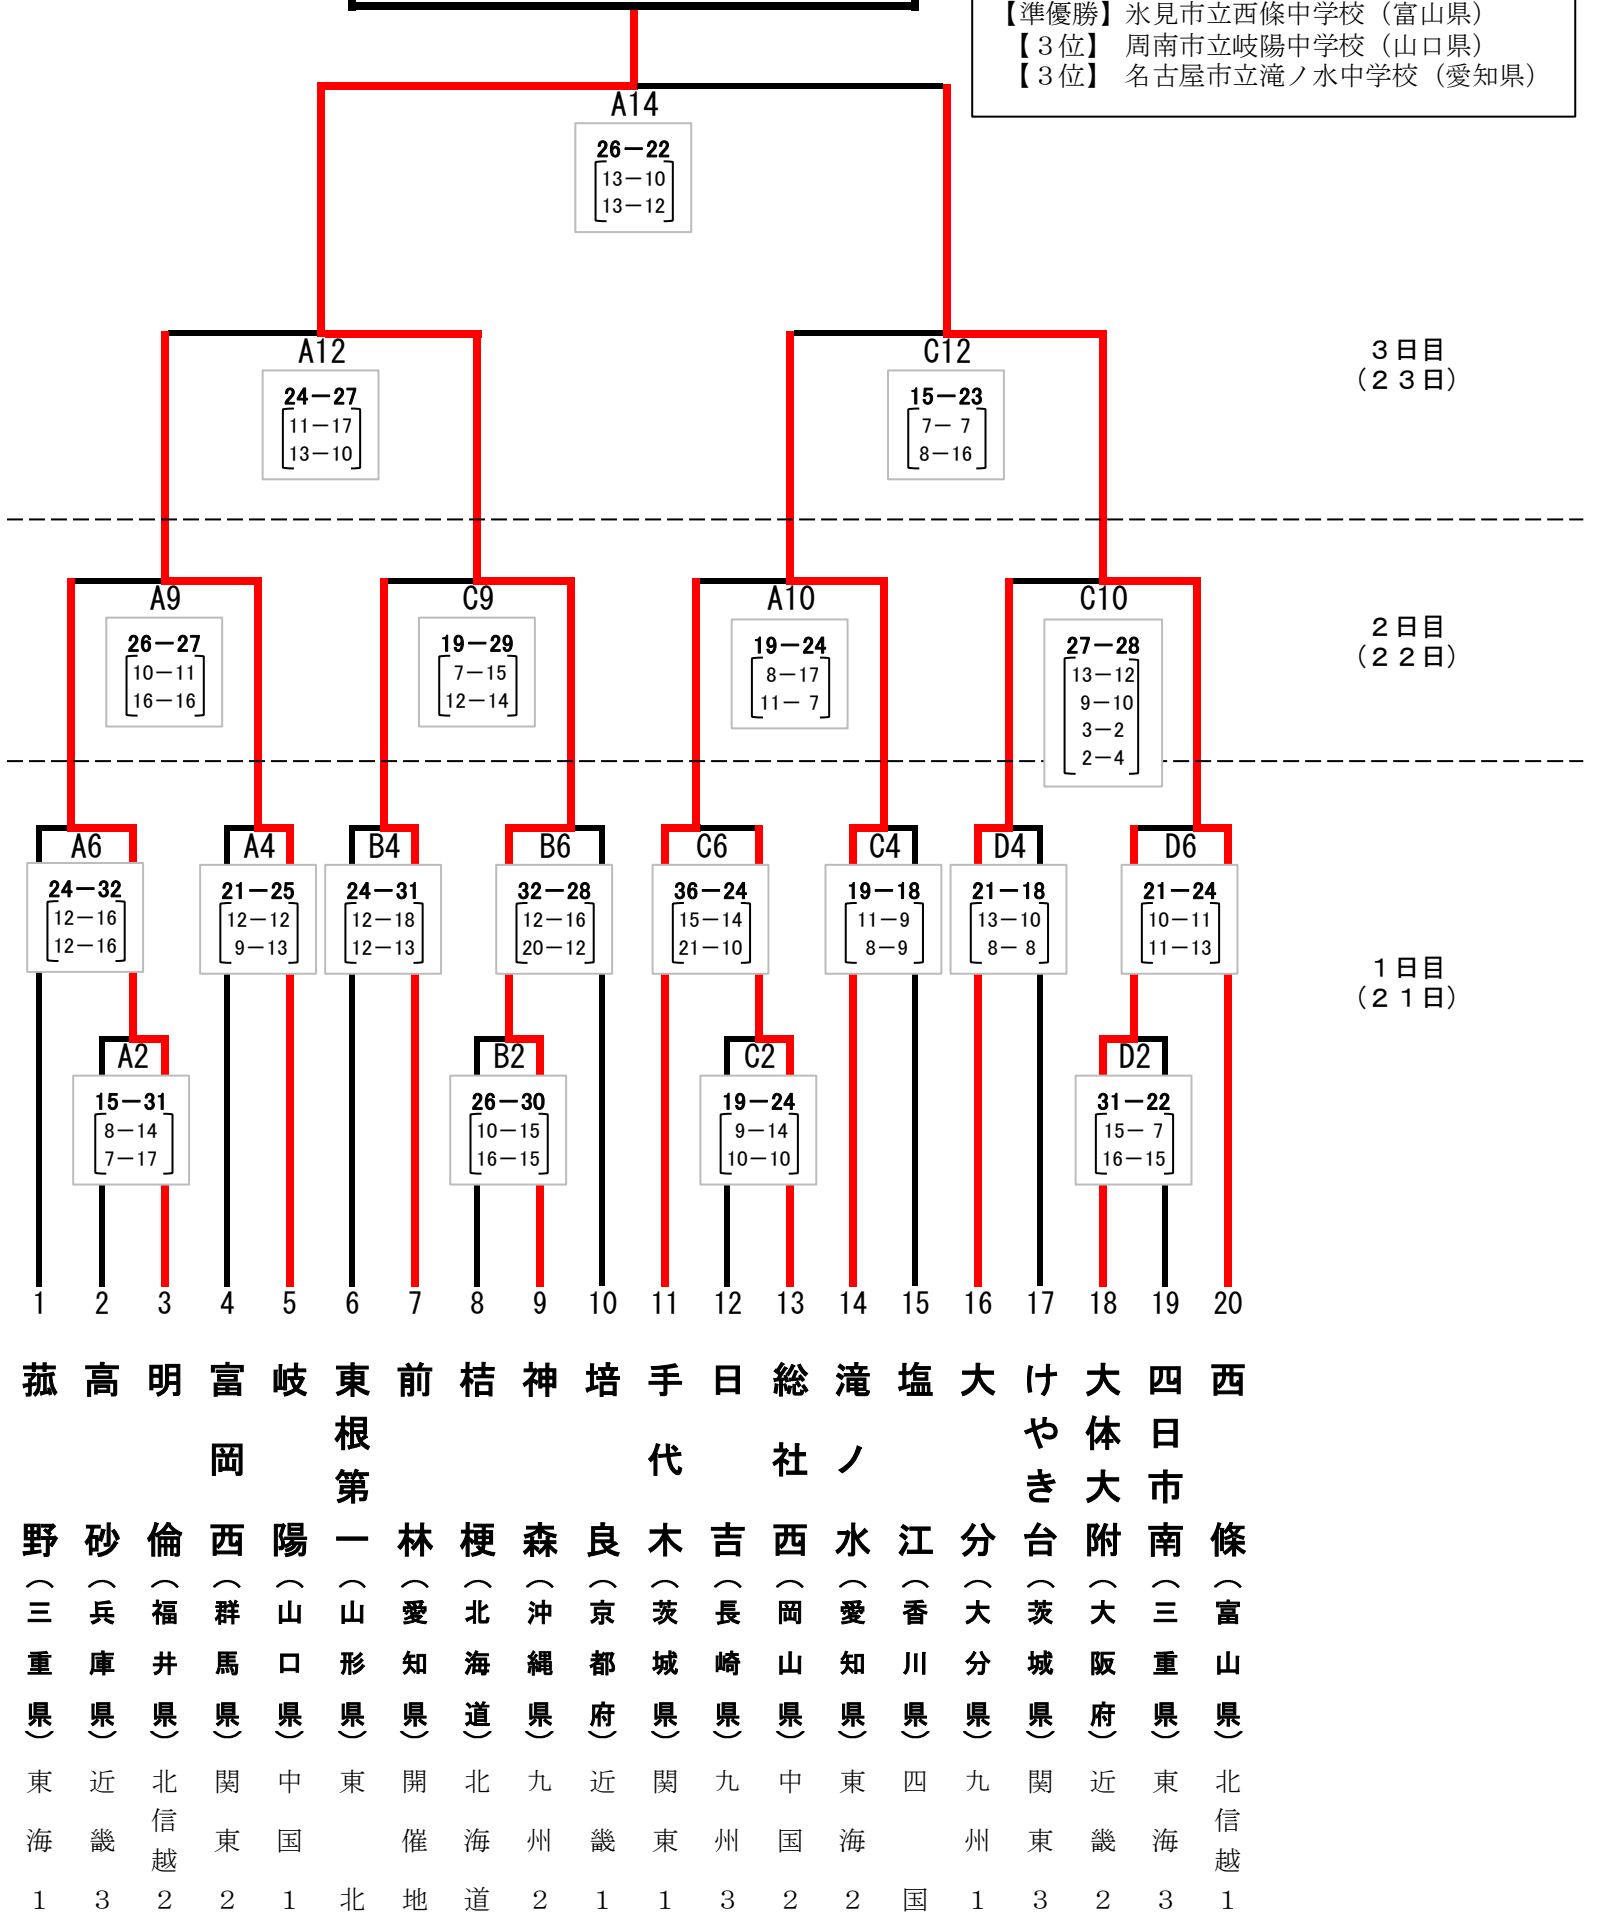 【準優勝】氷見市立西條中学校（富山県）
【３位】 周南市立岐陽中学校（山口県）
【３位】 名古屋市立滝ノ水中学校（愛知県）
A14
26－22
13－10
13－12
A12
24－27
11－17
13－10
C12
15－23
7－ 7
8－16
3日目
（23日）
A9
26－27
10－11
16－16
C9
19－29
7－15
12－14
A10
19－24
8－17
11－ 7
C10
27－28
13－12
9－10
3－2
2－4
2日目
（22日）
A6
24－32
12－16
12－16
A4
21－25
12－12
9－13
B4
24－31
12－18
12－13
B6
32－28
12－16
20－12
C6
36－24
15－14
21－10
C4
19－18
11－9
8－9
D4
21－18
13－10
8－ 8
D6
21－24
10－11
11－13
1日目
（21日）
A2
15－31
8－14
7－17
B2
26－30
10－15
16－15
C2
19－24
9－14
10－10
D2
31－22
15－ 7
16－15
1 2 3 4 5 6 7 8 9 10 11 12 13 14 15 16 17 18 19 20
菰野（三重県）東海１
高砂（兵庫県）近畿３
明倫（福井県）北信越２
富岡西（群馬県）関東２
岐陽（山口県）中国１
東根第一（山形県）東北
前林（愛知県）開催地
桔梗（北海道）北海道
神森（沖縄県）九州２
培良（京都府）近畿１
手代木（茨城県）関東１
日吉（長崎県）九州３
総社西（岡山県）中国２
滝ノ水（愛知県）東海２
塩江（香川県）四国
大分（大分県）九州１
けやき台（茨城県）関東３
大体大附（大阪府）近畿２
四日市南（三重県）東海３
西條（富山県）北信越１